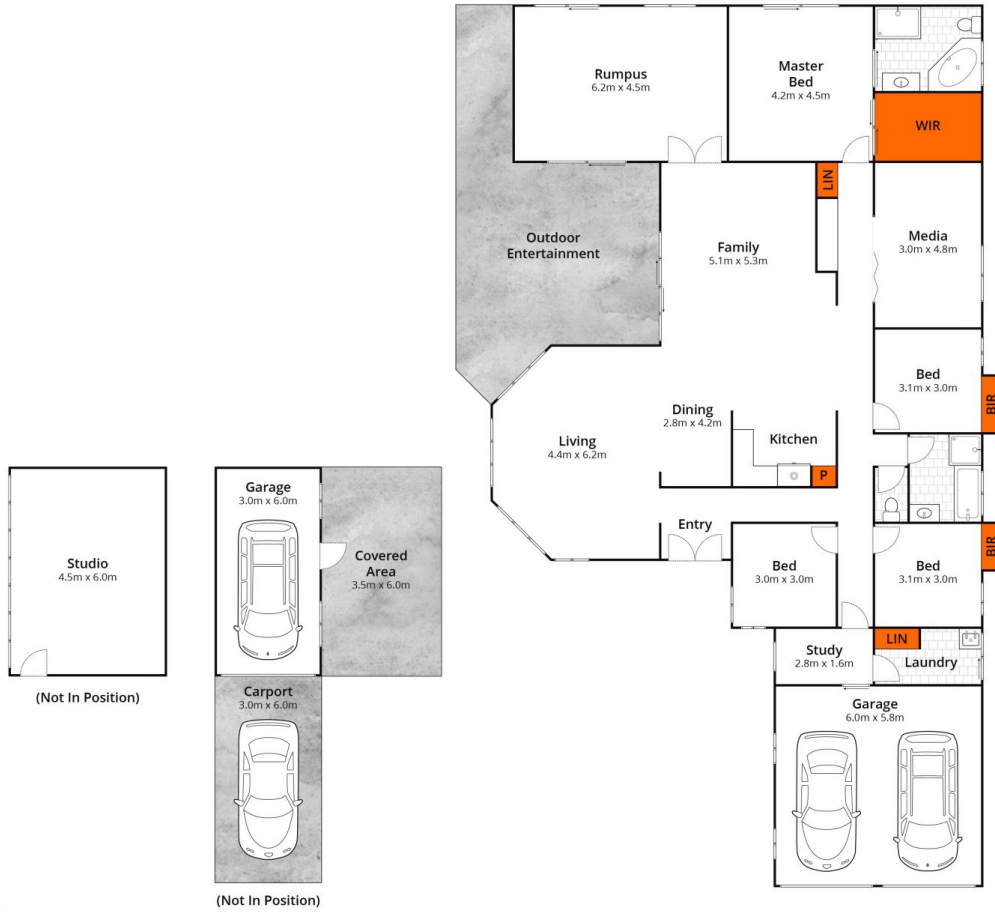 Rumpus
6.2m x 4.5m
Master
Bed
4.2m x 4.5m
WIR
LIN
Outdoor
Entertainment
Family
5.1m x 5.3m
Media
3.0m x 4.8m
Bed
3.1m x 3.0m
BIR
Dining
2.8m x 4.2m
Kitchen
Living
4.4m x 6.2m
P
Entry
Garage
3.0m x 6.0m
Studio
4.5m x 6.0m
Covered
Area
3.5m x 6.0m
Bed
3.0m x 3.0m
Bed
3.1m x 3.0m
BIR
LIN
Study
2.8m x 1.6m
Laundry
(Not In Position)
Carport
3.0m x 6.0m
Garage
6.0m x 5.8m
(Not In Position)